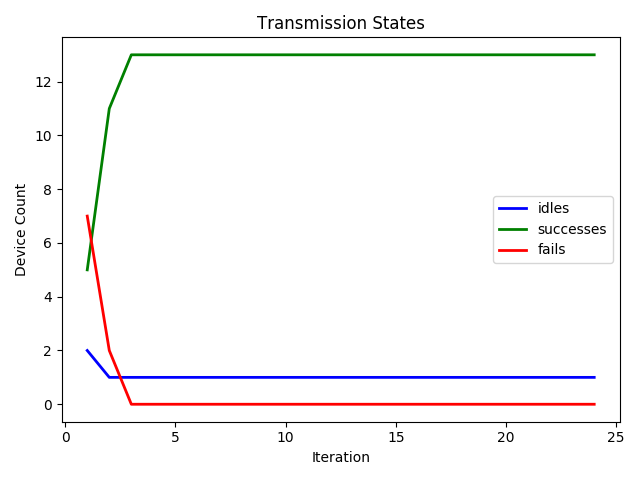 Transmission States
Device Count
12
10
8
6
4
2
0
idles
successes
fails
0 5 10 15 20 25
Iteration